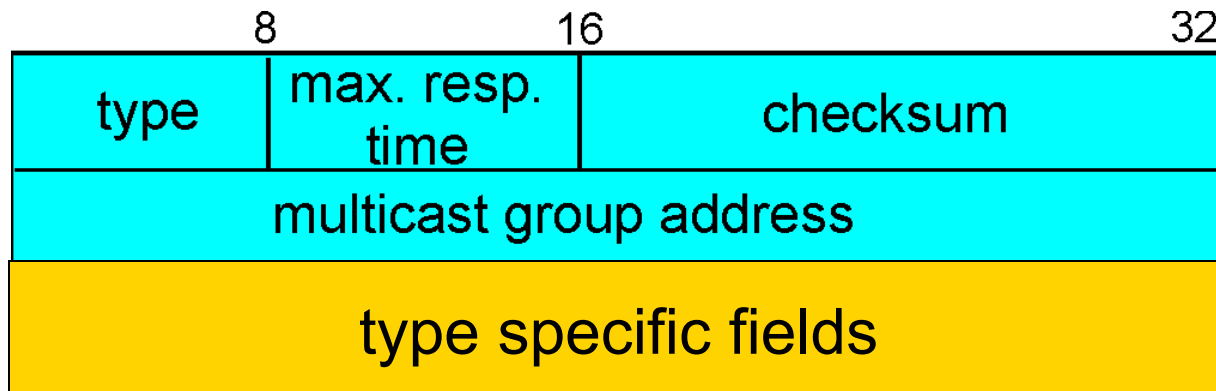 8 16 32
type max. resp. time checksum
multicast group address
type specific fields